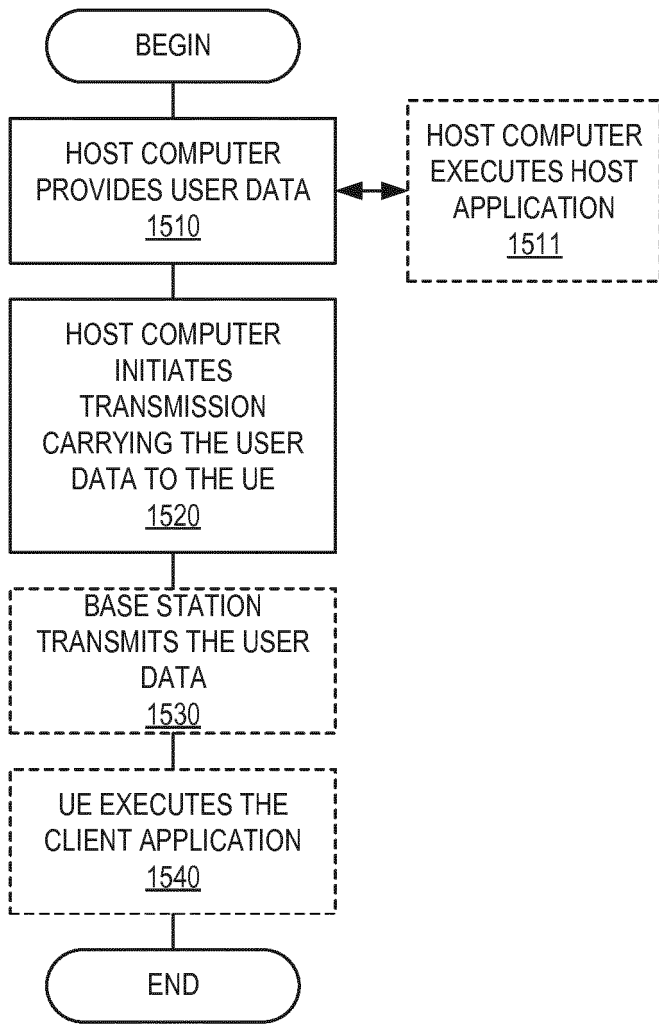 BEGIN
HOST COMPUTER
PROVIDES USER DATA
1510
HOST COMPUTER
EXECUTES HOST
APPLICATION
1511
HOST COMPUTER
INITIATES
TRANSMISSION
CARRYING THE USER
DATA TO THE UE
1520
BASE STATION
TRANSMITS THE USER
DATA
1530
UE EXECUTES THE
CLIENT APPLICATION
1540
END